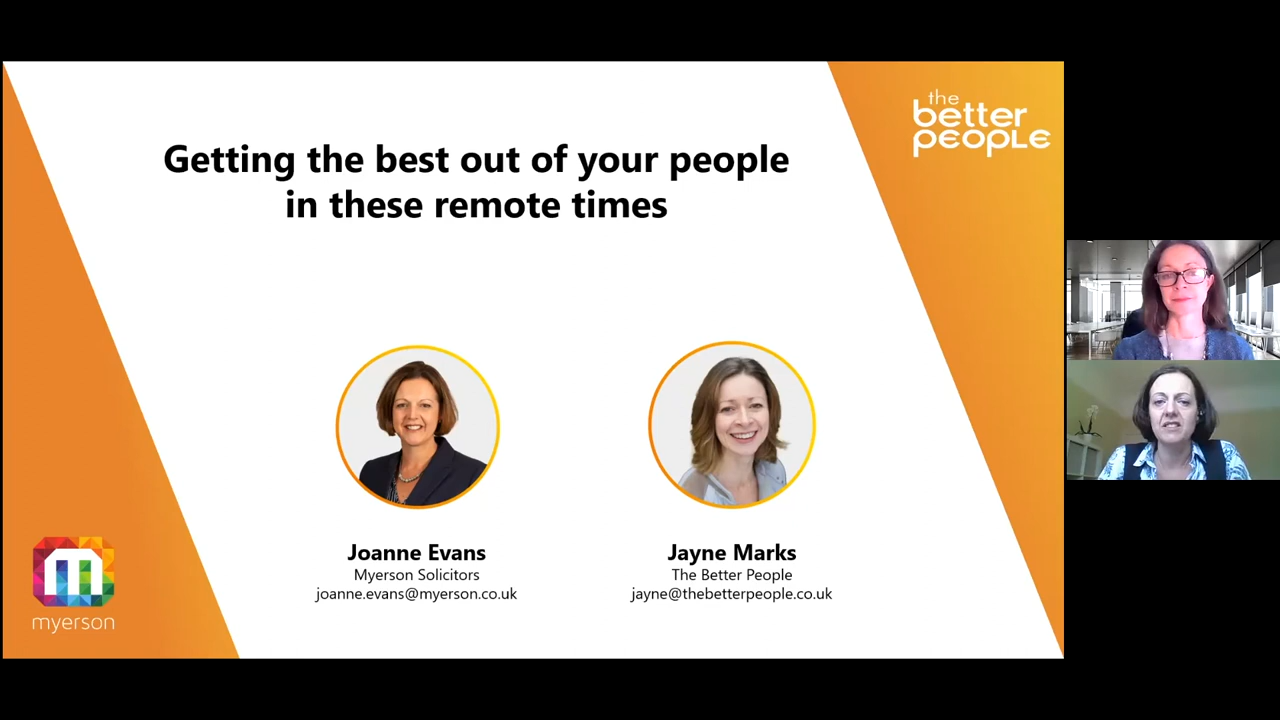 the
better
people
Getting the best out of your people
in these remote times
Joanne Evans
Myerson Solicitors
joanne.evans@myerson.co.uk
Jayne Marks
The Better People
jayne@thebetterpeople.co.uk
m
myerson